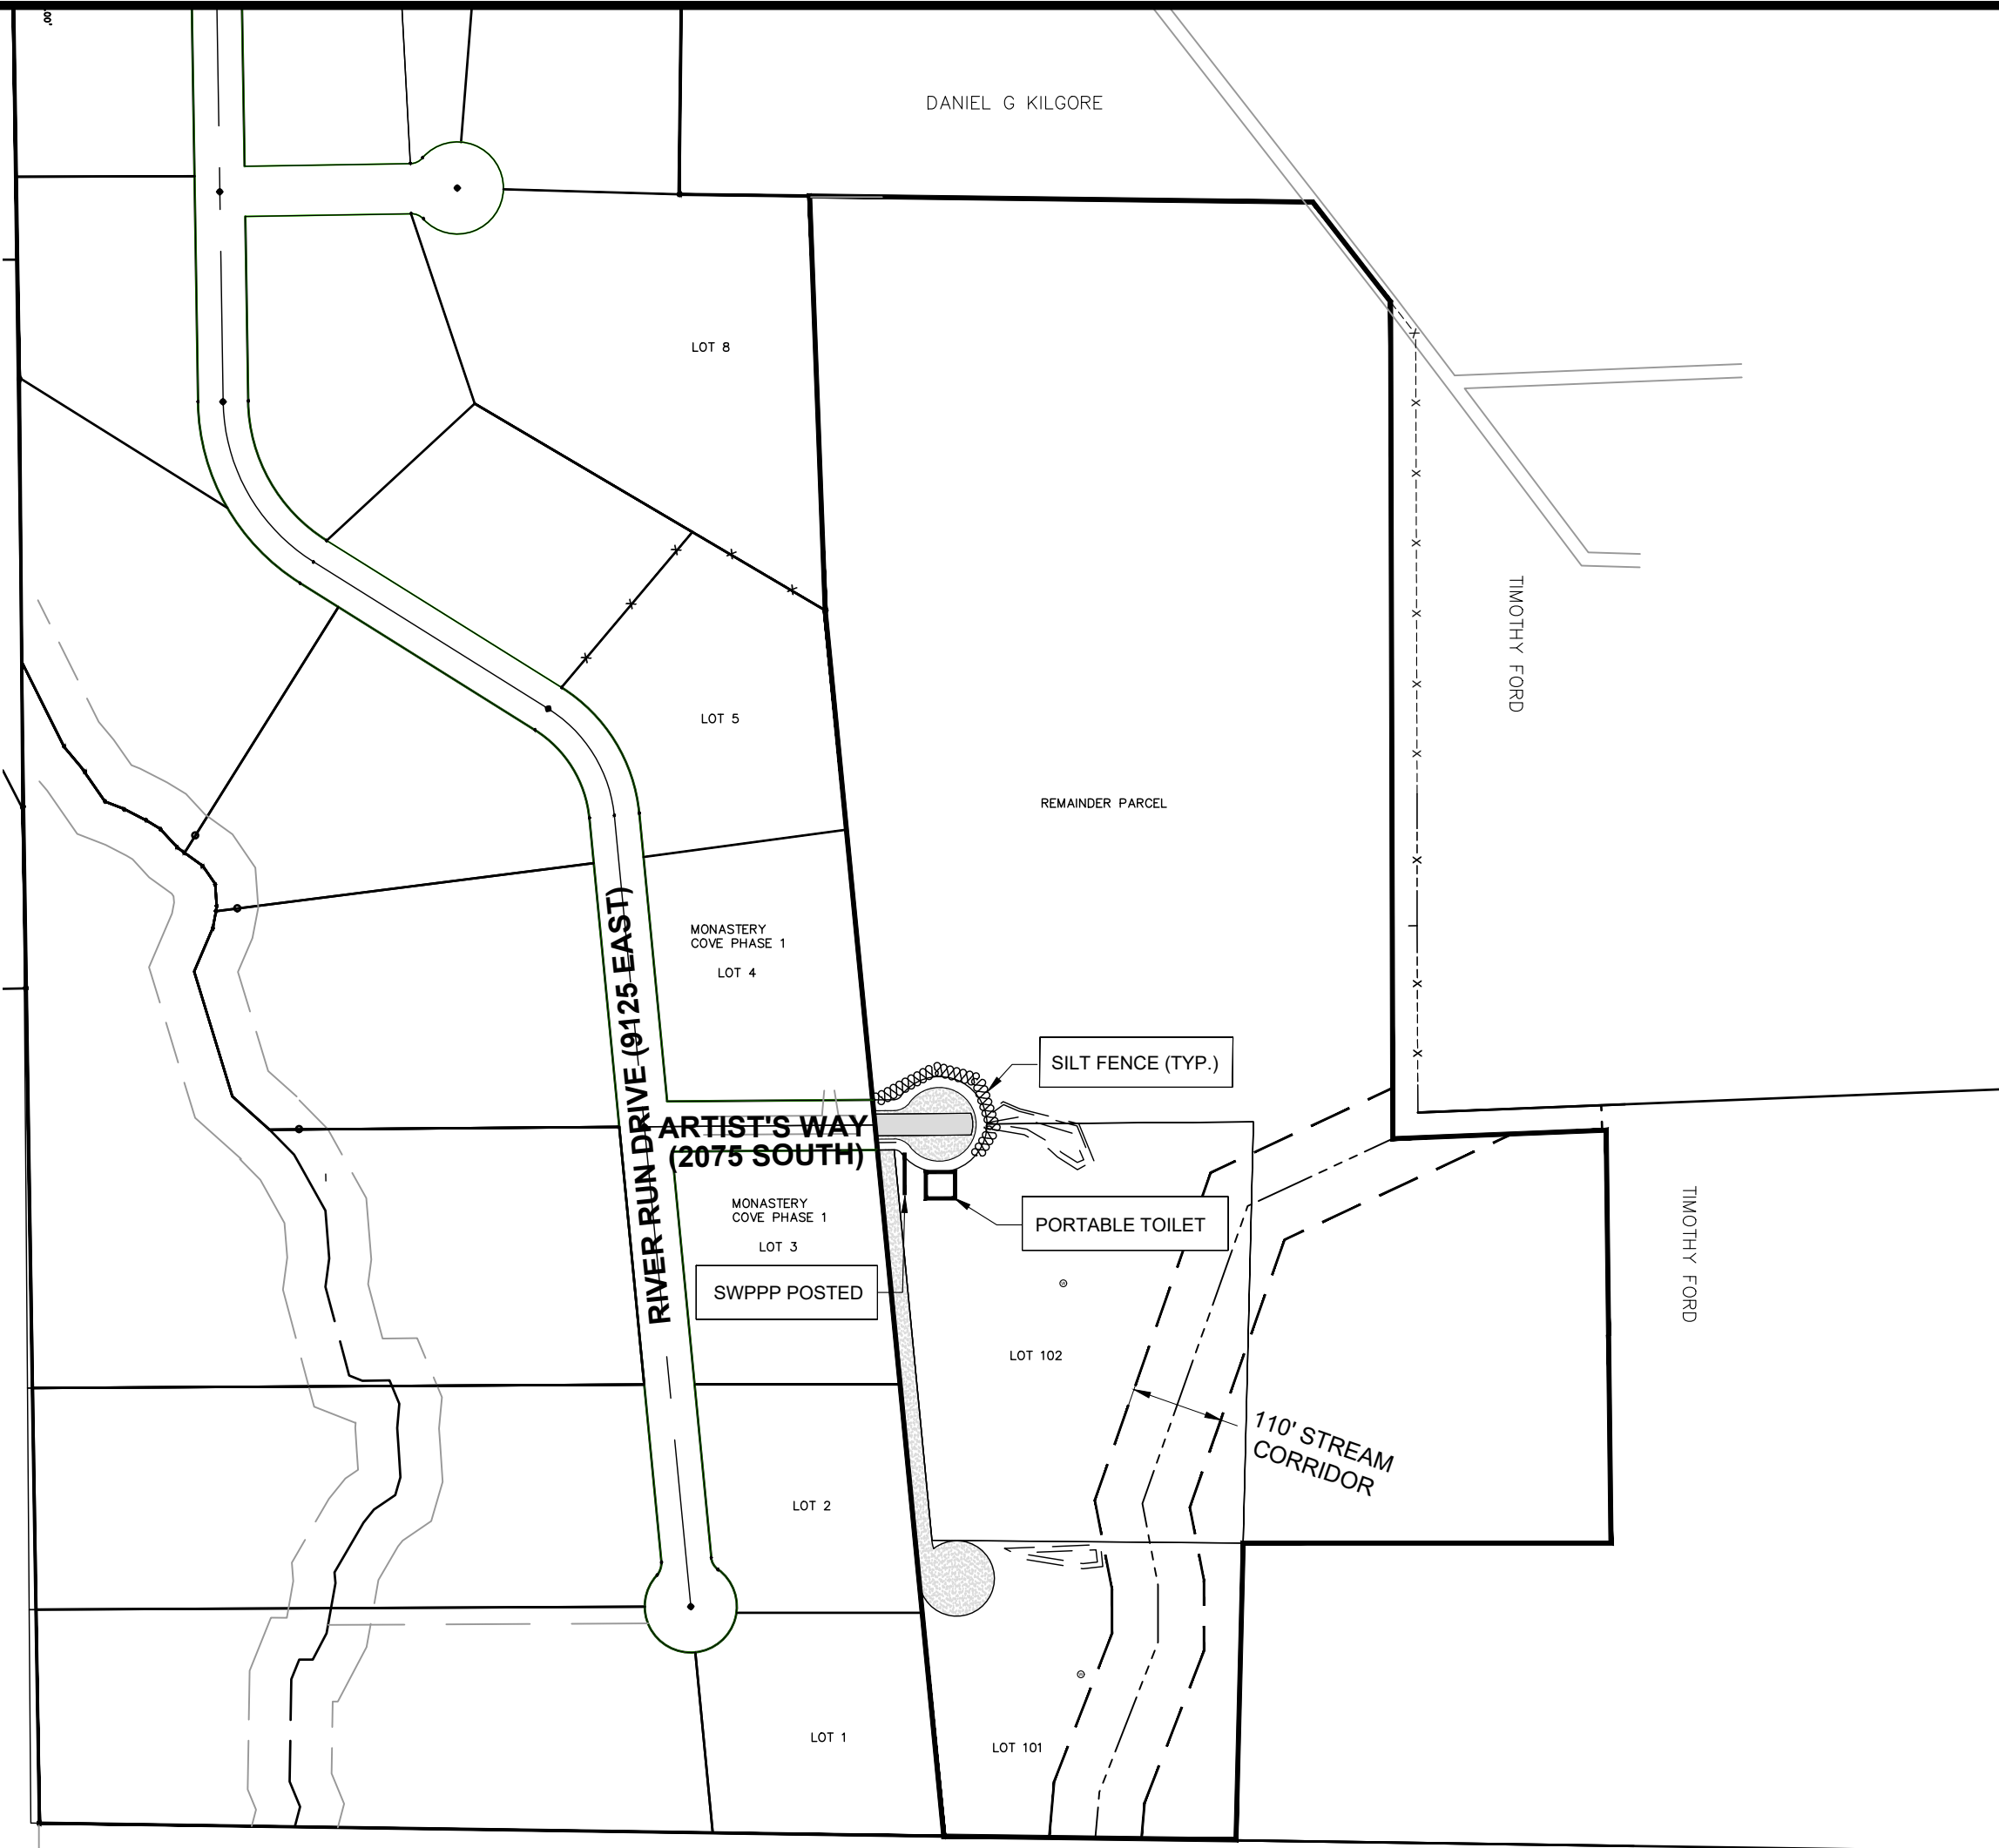 00'
DANIEL G KILGORE
LOT 8
TIMOTHY FORD
LOT 5
REMAINDER PARCEL
MONASTERY
COVE PHASE 1
LOT 4
RIVER RUN DRIVE (9125 EAST)
SILT FENCE (TYP.)
ARTIST'S WAY
(2075 SOUTH)
MONASTERY
COVE PHASE 1
LOT 3
PORTABLE TOILET
TIMOTHY FORD
SWPPP POSTED
LOT 102
110' STREAM
CORRIDOR
LOT 2
LOT 1
LOT 101